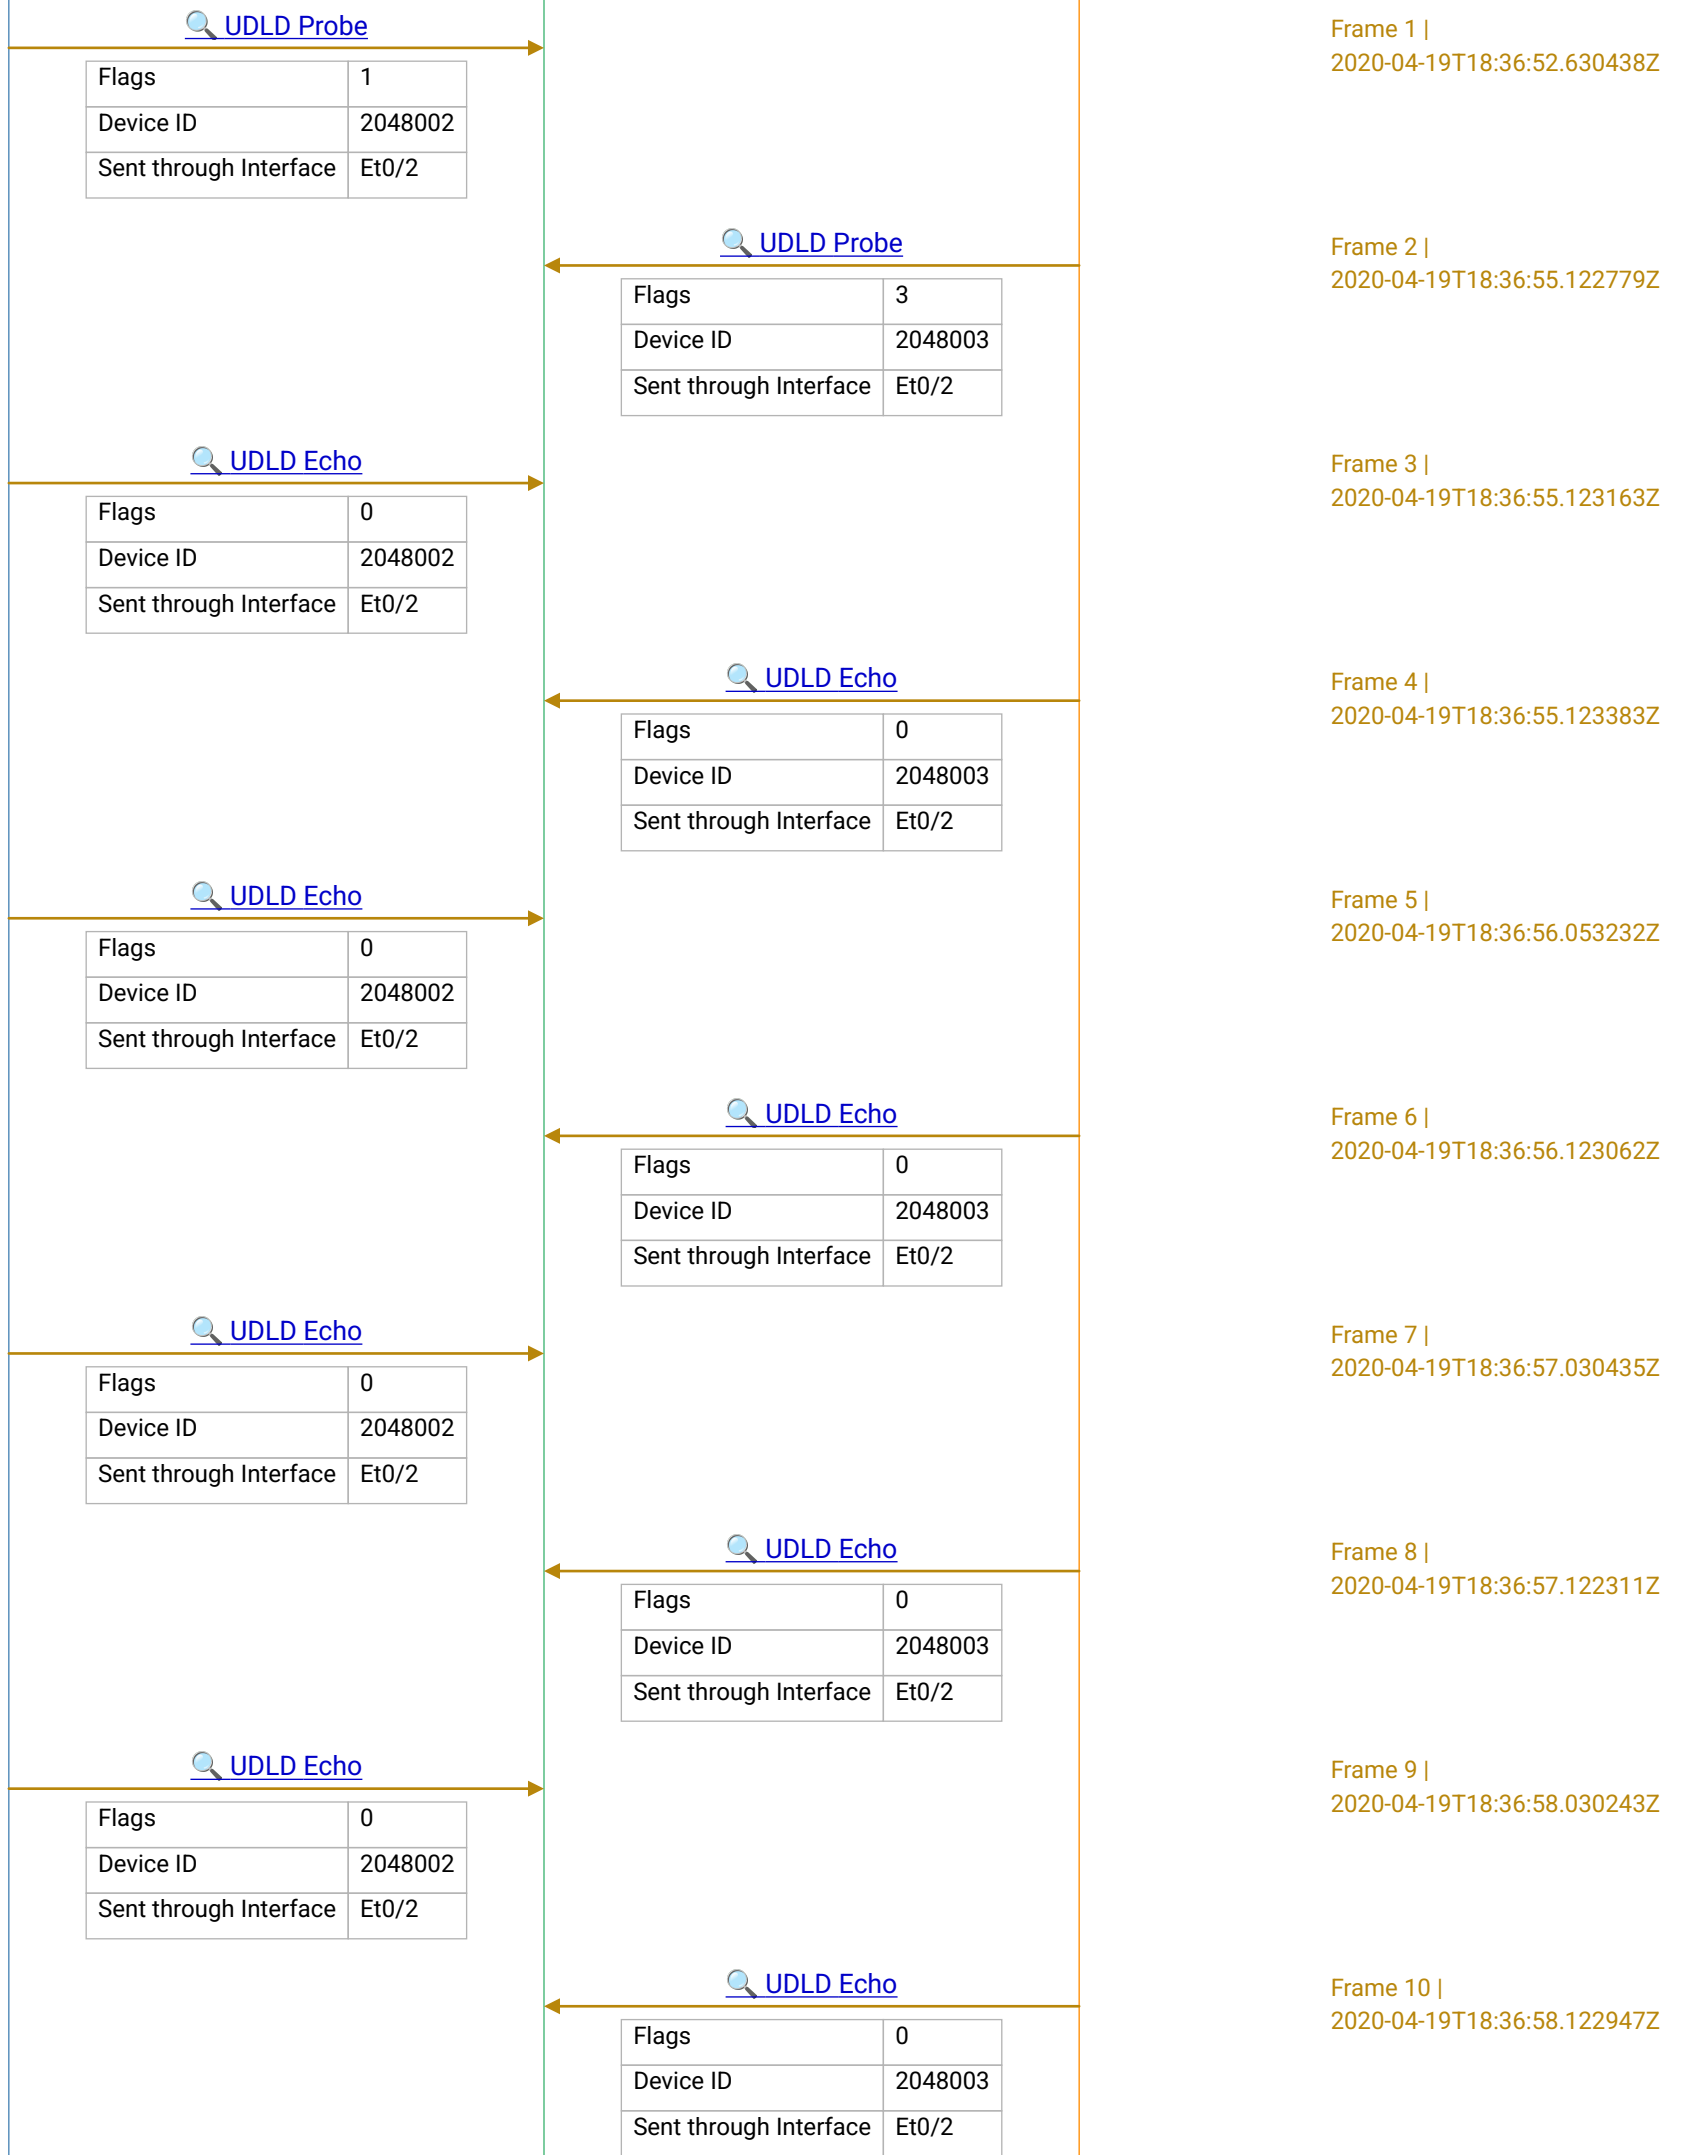 UDLD Probe
Frame 1 |
2020-04-19T18:36:52.630438Z
Flags 1
Device ID 2048002
Sent through Interface Et0/2
UDLD Probe
Frame 2 |
2020-04-19T18:36:55.122779Z
Flags 3
Device ID 2048003
Sent through Interface Et0/2
UDLD Echo
Frame 3 |
2020-04-19T18:36:55.123163Z
Flags 0
Device ID 2048002
Sent through Interface Et0/2
UDLD Echo
Frame 4 |
2020-04-19T18:36:55.123383Z
Flags 0
Device ID 2048003
Sent through Interface Et0/2
UDLD Echo
Frame 5 |
2020-04-19T18:36:56.053232Z
Flags 0
Device ID 2048002
Sent through Interface Et0/2
UDLD Echo
Frame 6 |
2020-04-19T18:36:56.123062Z
Flags 0
Device ID 2048003
Sent through Interface Et0/2
UDLD Echo
Frame 7 |
2020-04-19T18:36:57.030435Z
Flags 0
Device ID 2048002
Sent through Interface Et0/2
UDLD Echo
Frame 8 |
2020-04-19T18:36:57.122311Z
Flags 0
Device ID 2048003
Sent through Interface Et0/2
UDLD Echo
Frame 9 |
2020-04-19T18:36:58.030243Z
Flags 0
Device ID 2048002
Sent through Interface Et0/2
UDLD Echo
Frame 10 |
2020-04-19T18:36:58.122947Z
Flags 0
Device ID 2048003
Sent through Interface Et0/2